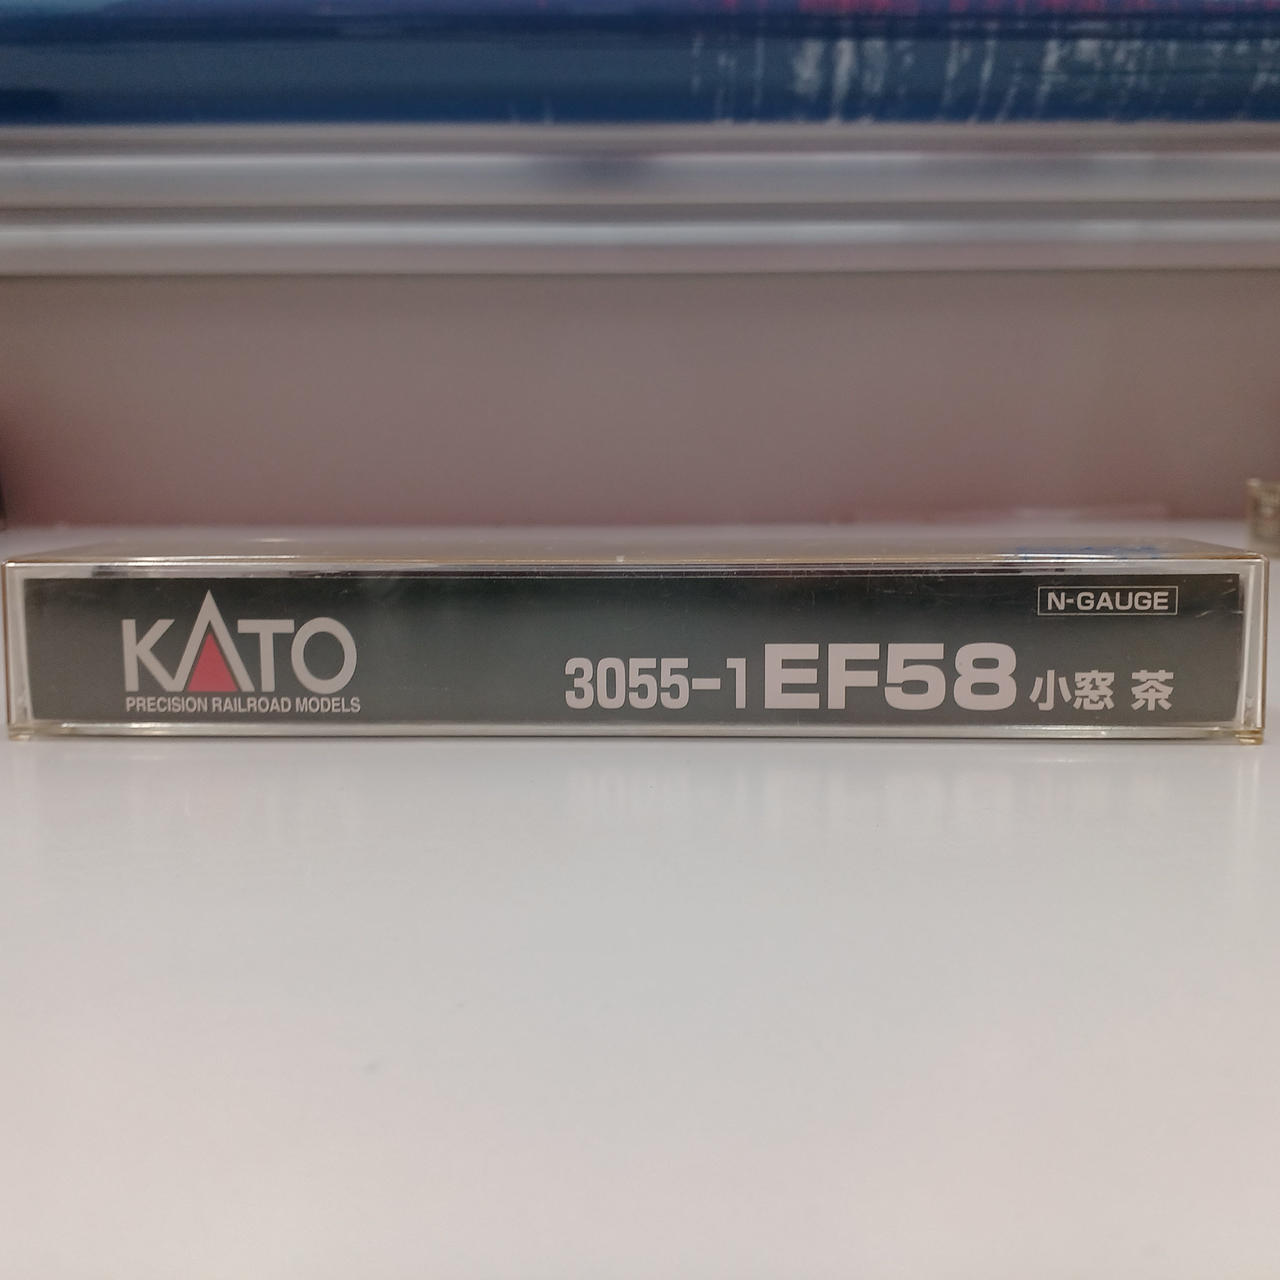 KATO
PRECISION RAILROAD MODELS
N-GAUGE
3055-1 EF58 小窓 茶